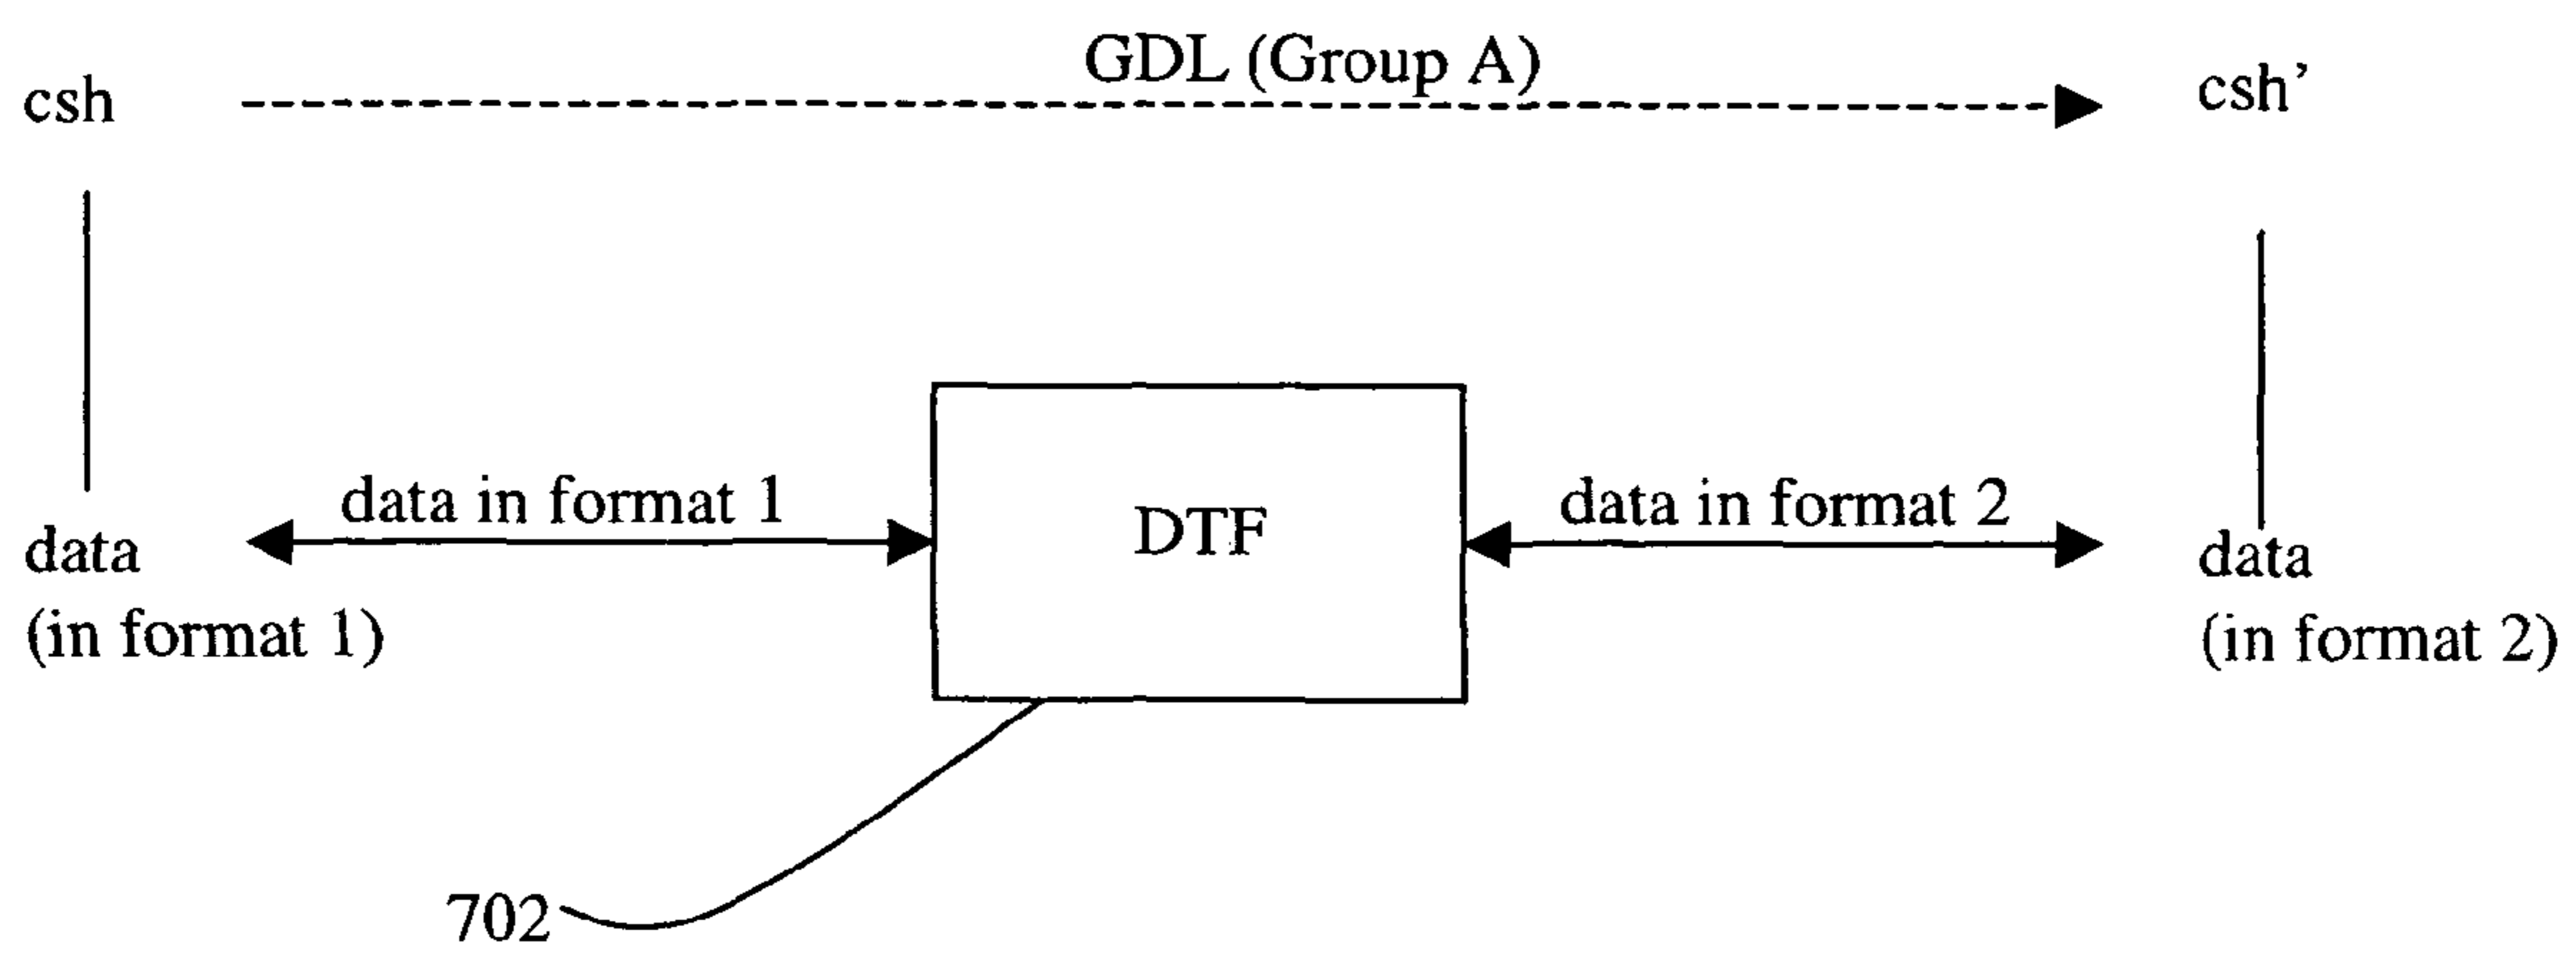 GDL (Group A)
csh
csh’
data in format 1
DTF
data in format 2
data
(in format 1)
data
(in format 2)
702